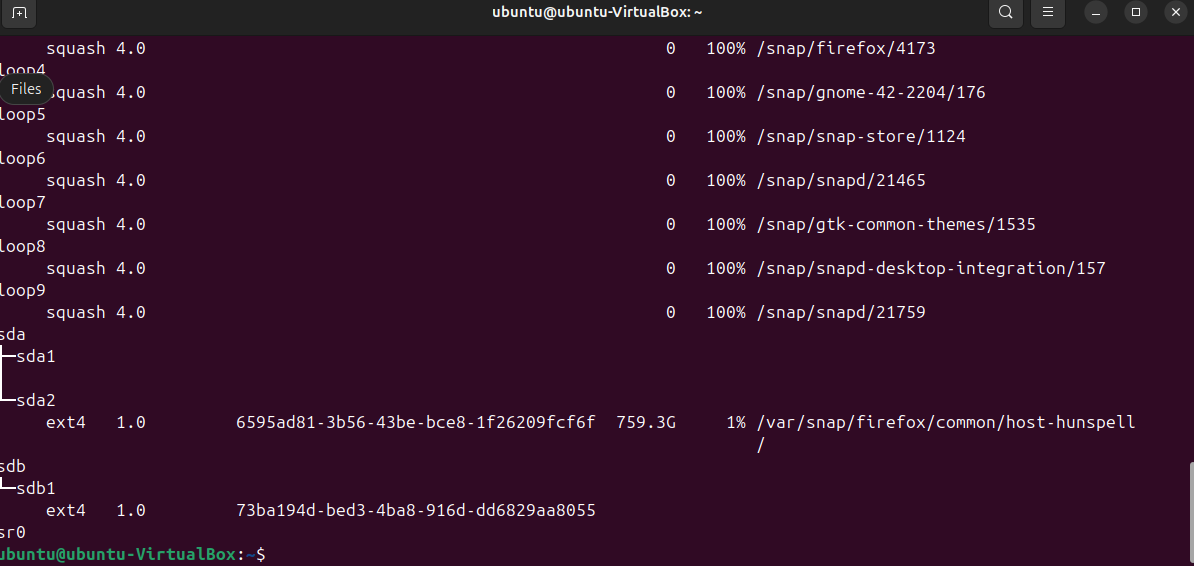 ubuntu@ubuntu-VirtualBox: ~
squash 4.0 0 100% /snap/firefox/4173
loop4
Files
squash 4.0 0 100% /snap/gnome-42-2204/176
loop5
squash 4.0 0 100% /snap/snap-store/1124
loop6
squash 4.0 0 100% /snap/snapd/21465
loop7
squash 4.0 0 100% /snap/gtk-common-themes/1535
loop8
squash 4.0 0 100% /snap/snapd-desktop-integration/157
loop9
squash 4.0 0 100% /snap/snapd/21759
sda
├─sda1
└─sda2
ext4 1.0 6595ad81-3b56-43be-bce8-1f26209fcf6f 759.3G 1% /var/snap/firefox/common/host-hunspell
/
sdb
└─sdb1
ext4 1.0 73ba194d-bed3-4ba8-916d-dd6829aa8055
sr0
ubuntu@ubuntu-VirtualBox:~$